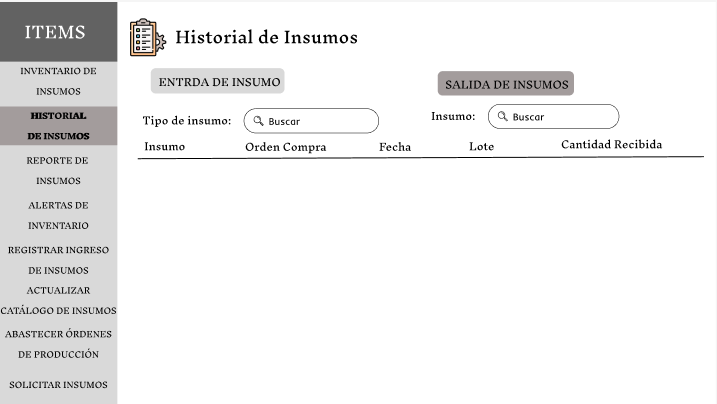 ITEMS
INVENTARIO DE
INSUMOS
HISTORIAL
DE INSUMOS
REPORTE DE
INSUMOS
ALERTAS DE
INVENTARIO
REGISTRAR INGRESO
DE INSUMOS
ACTUALIZAR
CATÁLOGO DE INSUMOS
ABASTECER ÓRDENES
DE PRODUCCIÓN
SOLICITAR INSUMOS
Historial de Insumos
ENTRDA DE INSUMO
SALIDA DE INSUMOS
Tipo de insumo: Buscar
Insumo: Buscar
Insumo Orden Compra Fecha Lote Cantidad Recibida